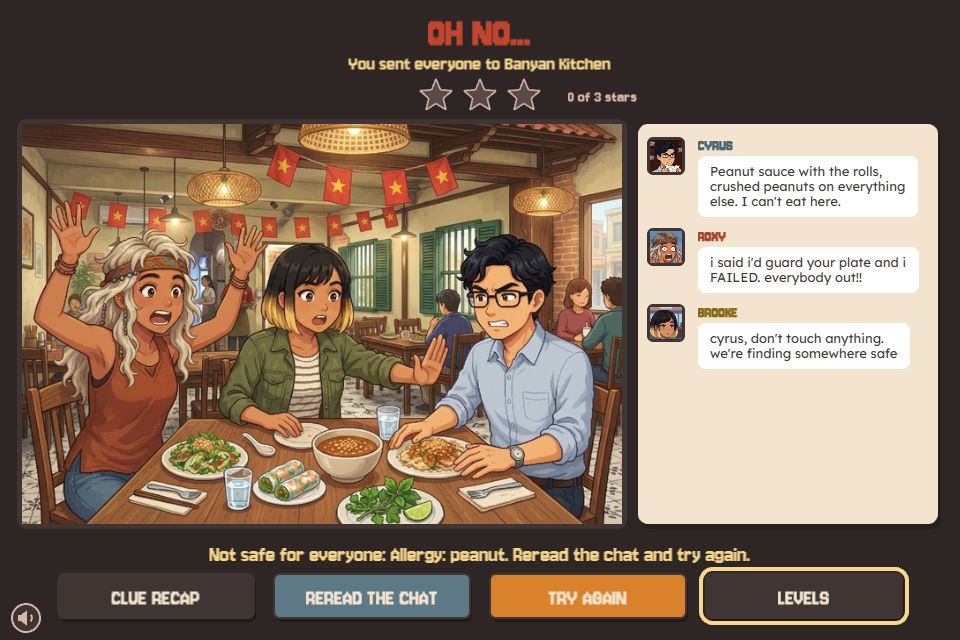 OH NO...
You sent everyone to Banyan Kitchen
0 of 3 stars
CYRUS
Peanut sauce with the rolls,
crushed peanuts on everything
else. I can't eat here.
ROXY
i said i'd guard your plate and i
FAILED. everybody out!!
BROOKE
cyrus, don't touch anything.
we're finding somewhere safe
Not safe for everyone: Allergy: peanut. Reread the chat and try again.
CLUE RECAP
REREAD THE CHAT
TRY AGAIN
LEVELS